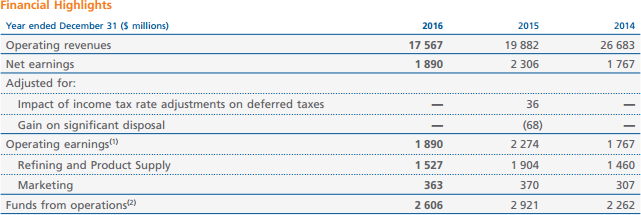 Financial Highlights
Year ended December 31 ($ millions) 2016 2015 2014
Operating revenues 17 567 19 882 26 683
Net earnings 1 890 2 306 1 767
Adjusted for:
Impact of income tax rate adjustments on deferred taxes — 36 —
Gain on significant disposal — (68) —
Operating earnings(1) 1 890 2 274 1 767
Refining and Product Supply 1 527 1 904 1 460
Marketing 363 370 307
Funds from operations(2) 2 606 2 921 2 262